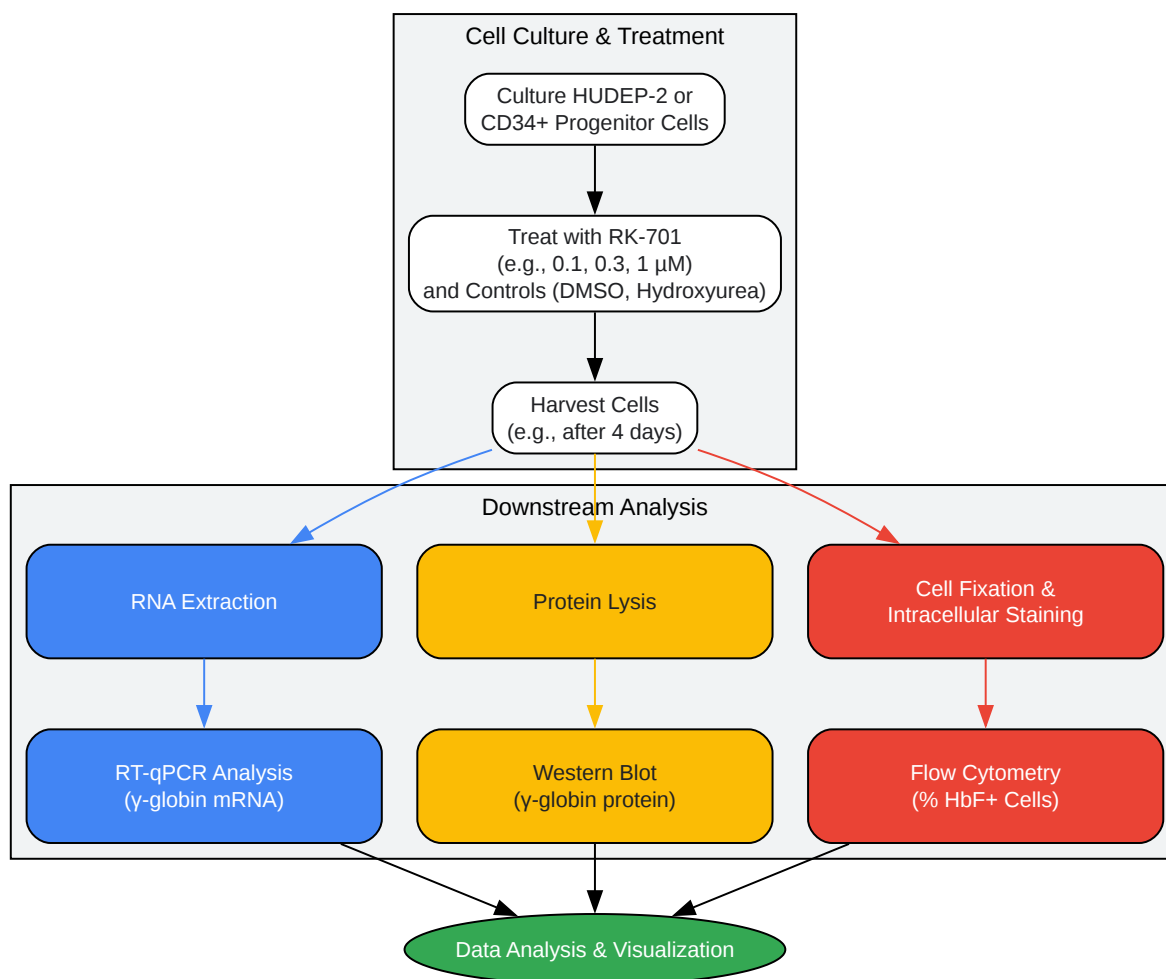 Cell Culture & Treatment
Culture HUDEP-2 or
CD34+ Progenitor Cells
Treat with RK-701
(e.g., 0.1, 0.3, 1 µM)
and Controls (DMSO, Hydroxyurea)
Harvest Cells
(e.g., after 4 days)
Downstream Analysis
RNA Extraction
Protein Lysis
Cell Fixation &
Intracellular Staining
RT-qPCR Analysis
(γ-globin mRNA)
Western Blot
(γ-globin protein)
Flow Cytometry
(% HbF+ Cells)
Data Analysis & Visualization